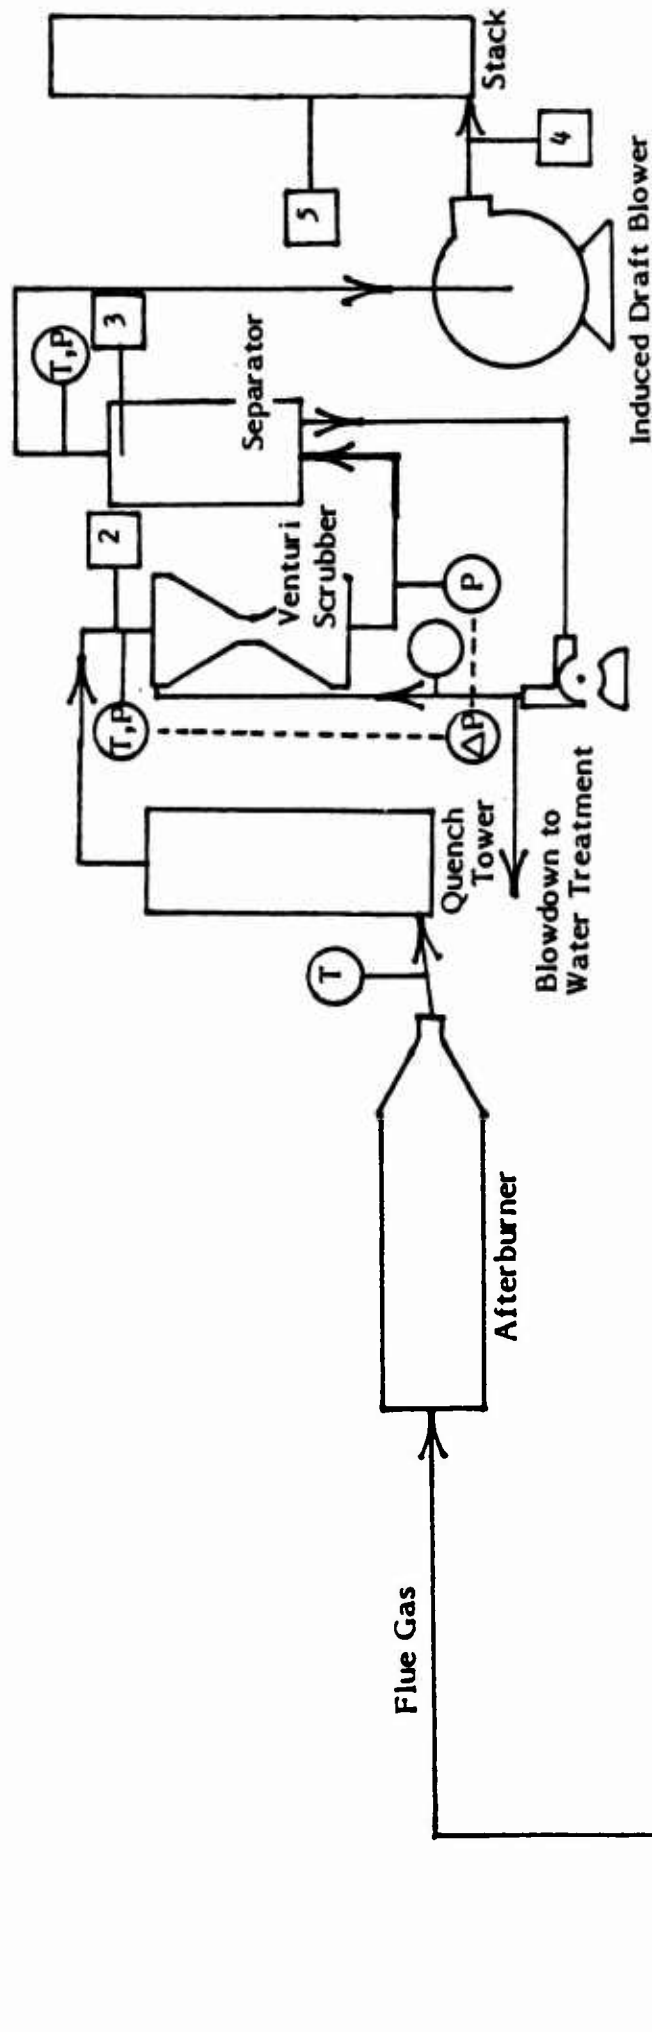 Flue Gas
Afterburner
T
Quench
Tower
Blowdown to
Water Treatment
T,P
ΔP
P
2
Venturi
Scrubber
Separator
T,P
3
Induced Draft Blower
4
5
Stack